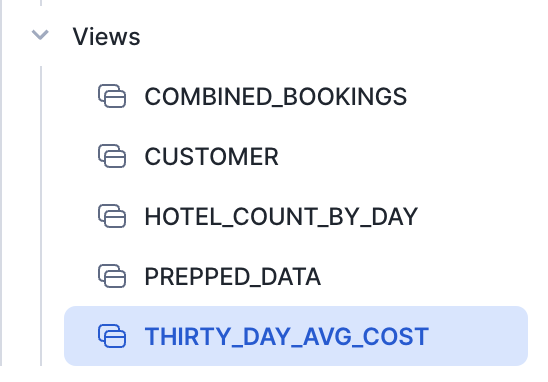 Views
COMBINED_BOOKINGS
CUSTOMER
HOTEL_COUNT_BY_DAY
PREPPED_DATA
THIRTY_DAY_AVG_COST